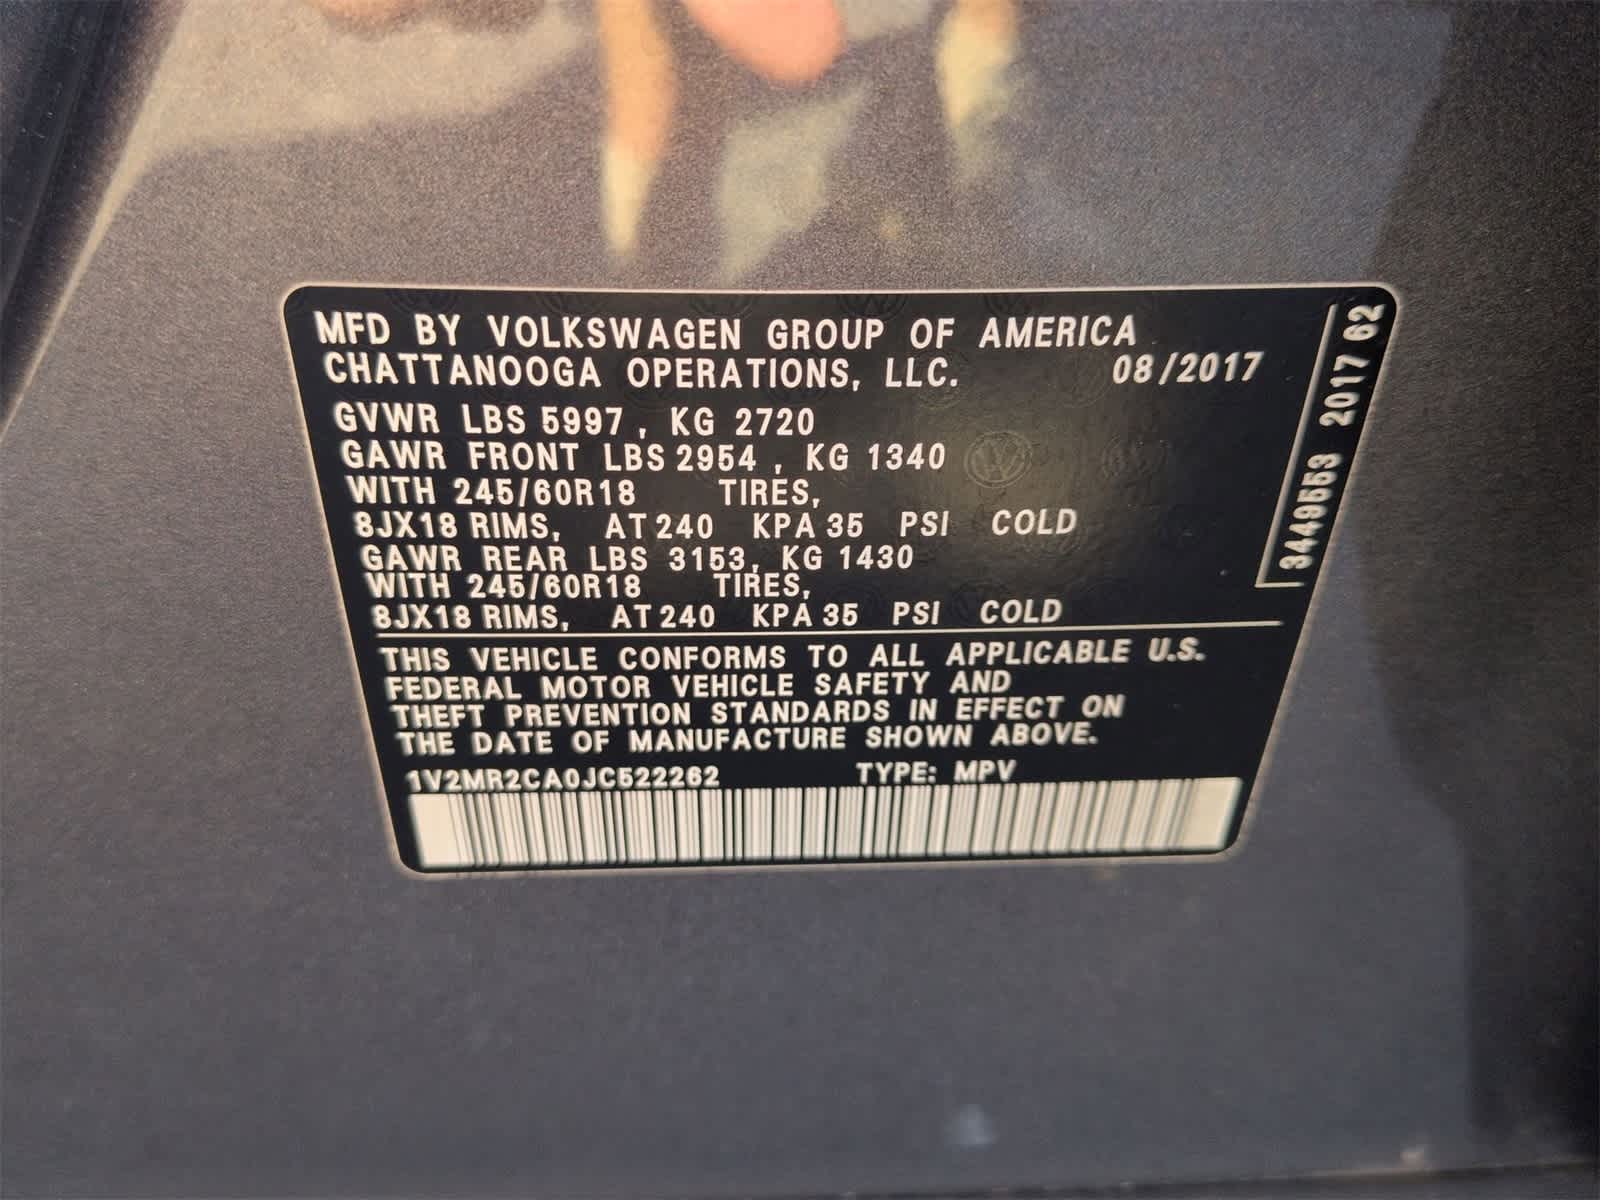 MFD BY VOLKSWAGEN GROUP OF AMERICA
CHATTANOOGA OPERATIONS, LLC. 08/2017
GVWR LBS 5997 , KG 2720
GAWR FRONT LBS 2954 , KG 1340
WITH 245/60R18 TIRES,
8JX18 RIMS, AT 240 KPA 35 PSI COLD
GAWR REAR LBS 3153, KG 1430
WITH 245/60R18 TIRES,
8JX18 RIMS, AT 240 KPA 35 PSI COLD
THIS VEHICLE CONFORMS TO ALL APPLICABLE U.S.
FEDERAL MOTOR VEHICLE SAFETY AND
THEFT PREVENTION STANDARDS IN EFFECT ON
THE DATE OF MANUFACTURE SHOWN ABOVE.
1V2MR2CA0JC522262 TYPE: MPV
3449553 2017 62